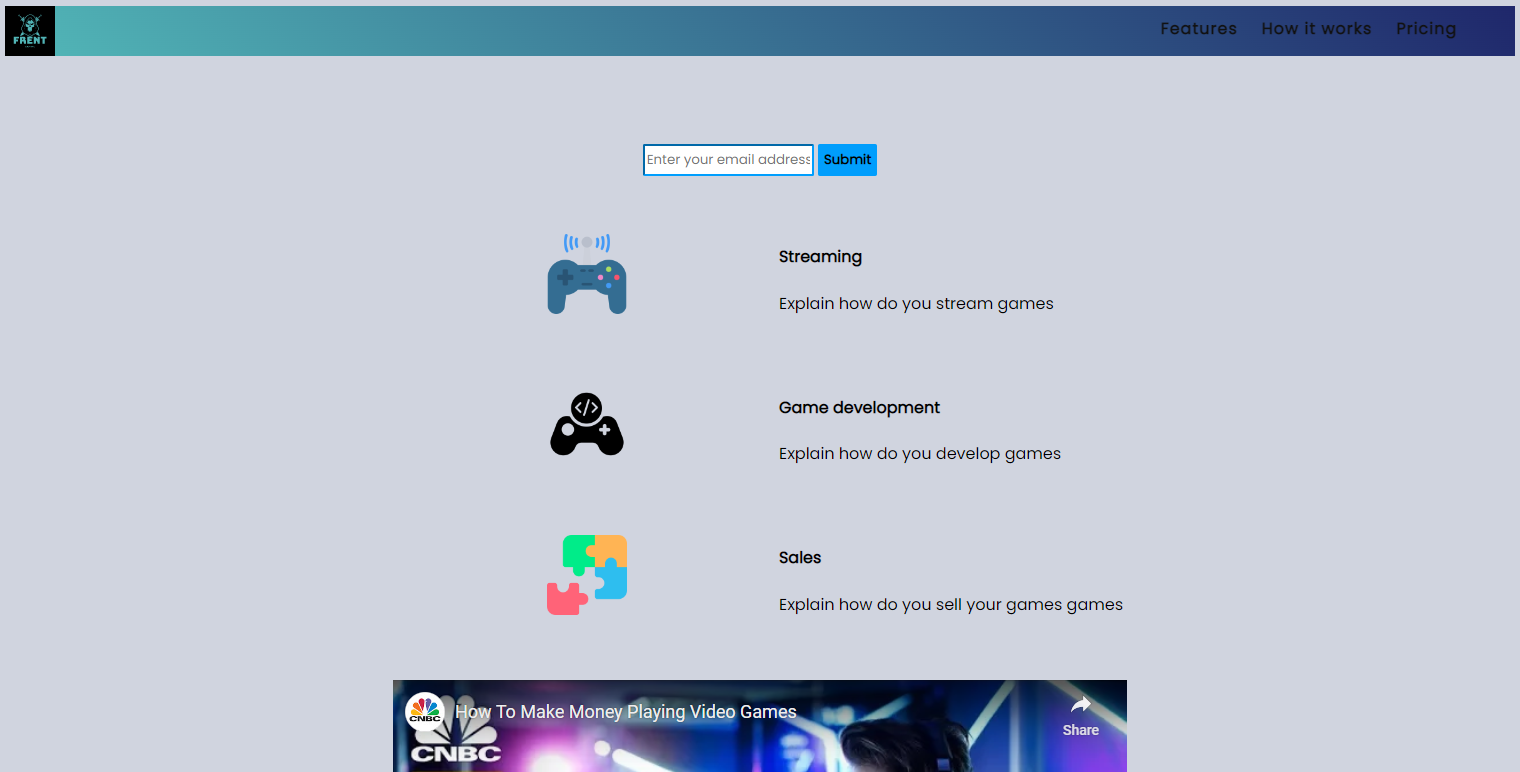 FRENT
Features How it works Pricing
Enter your email address Submit
Streaming
Explain how do you stream games
</>
Game development
Explain how do you develop games
Sales
Explain how do you sell your games games
CNBC How To Make Money Playing Video Games
Share
CNBC